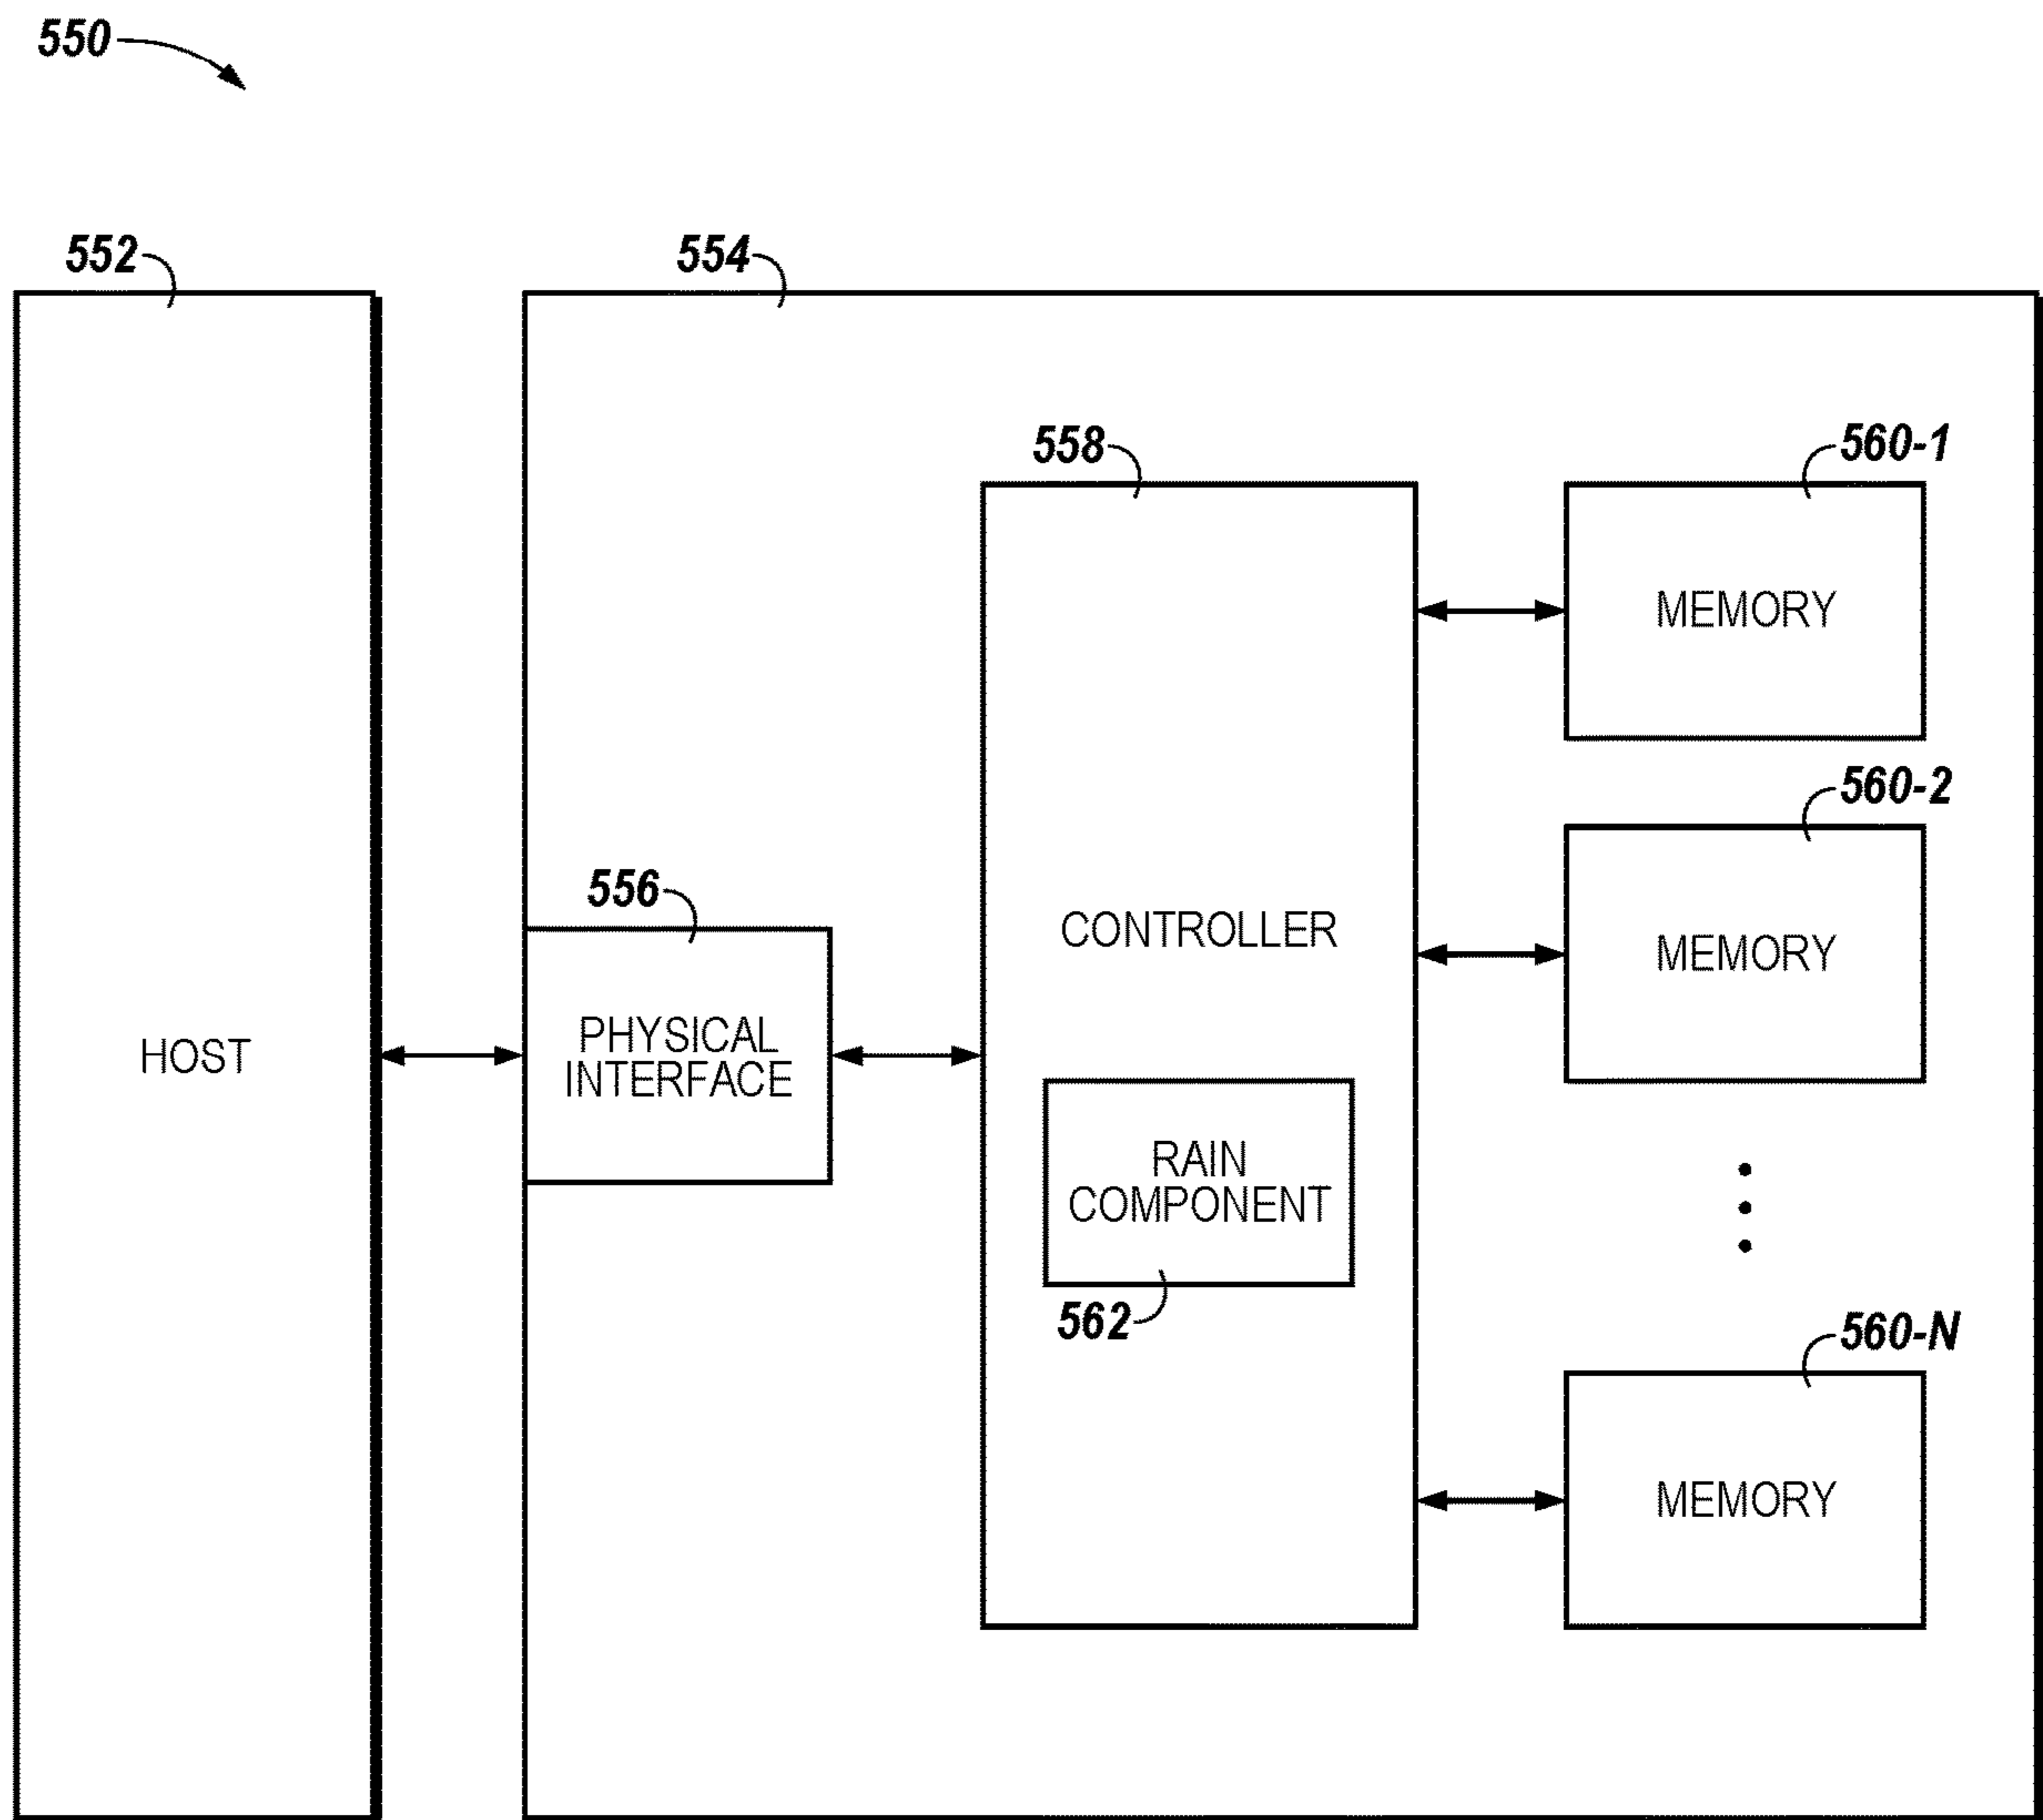 550
552
554
558
560-1
MEMORY
560-2
556
CONTROLLER
MEMORY
HOST
PHYSICAL
INTERFACE
RAIN
COMPONENT
562
560-N
MEMORY